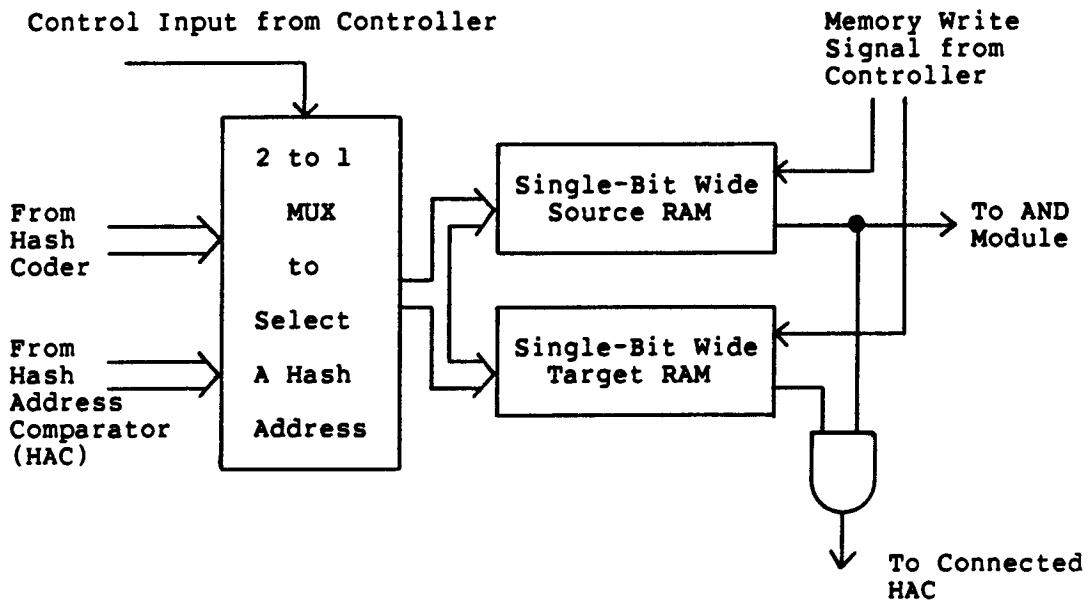 Control Input from Controller
Memory Write
Signal from
Controller
2 to 1
MUX
to
Select
A Hash
Address
From
Hash
Coder
From
Hash
Address
Comparator
(HAC)
Single-Bit Wide
Source RAM
Single-Bit Wide
Target RAM
To AND
Module
To Connected
HAC